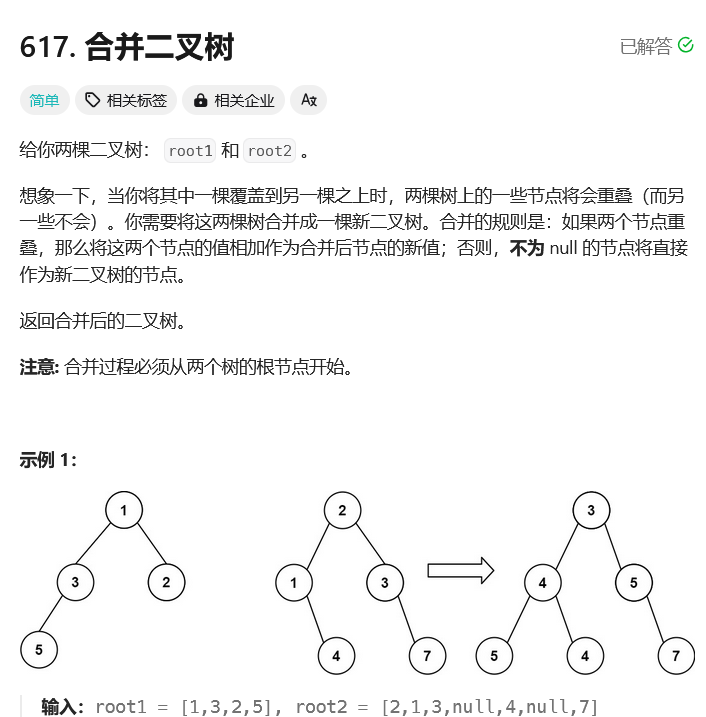 617. 合并二叉树
已解答
简单 相关标签 相关企业 Aあ
给你两棵二叉树： root1 和 root2 。
想象一下，当你将其中一棵覆盖到另一棵之上时，两棵树上的一些节点将会重叠（而另
一些不会）。你需要将这两棵树合并成一棵新二叉树。合并的规则是：如果两个节点重
叠，那么将这两个节点的值相加作为合并后节点的新值；否则，不为 null 的节点将直接
作为新二叉树的节点。
返回合并后的二叉树。
注意: 合并过程必须从两个树的根节点开始。
示例 1：
1 2 3
3 2 1 3 4 5
5 4 7 5 4 7
输入：root1 = [1,3,2,5], root2 = [2,1,3,null,4,null,7]